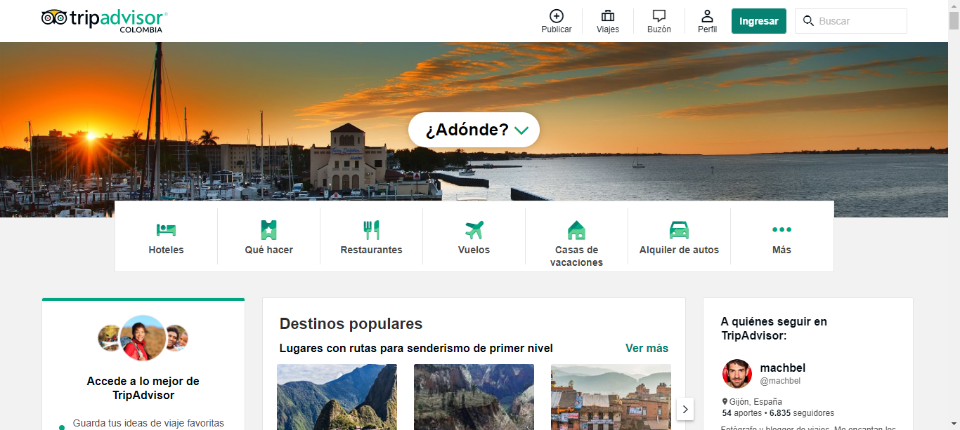 tripadvisor
COLOMBIA
Publicar
Viajes
Buzón
Perfil
Ingresar
Buscar
¿Adónde?
Hoteles
Qué hacer
Restaurantes
Vuelos
Casas de
vacaciones
Alquiler de autos
Más
Accede a lo mejor de
TripAdvisor
Guarda tus ideas de viaje favoritas
Destinos populares
Lugares con rutas para senderismo de primer nivel
Ver más
A quiénes seguir en
TripAdvisor:
machbel
@machbel
Gijón, España
54 aportes • 6.835 seguidores
Fotógrafo y blogger de viajes. Me encantan los